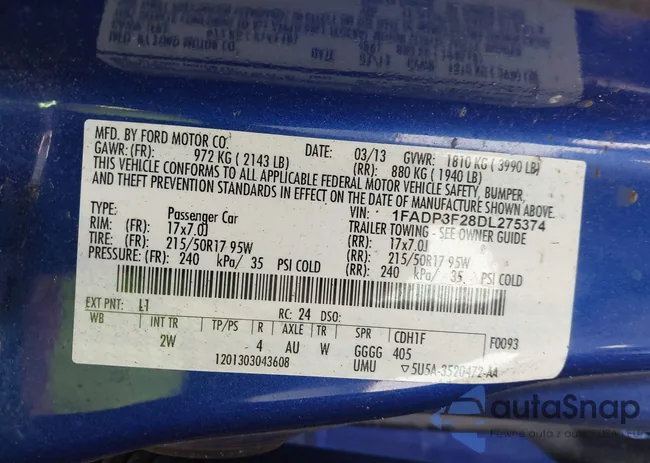 MFD. BY FORD MOTOR CO.
DATE: 03/13 GVWR: 1810 KG ( 3990 LB)
GAWR: (FR): 972 KG ( 2143 LB) (RR): 880 KG ( 1940 LB)
THIS VEHICLE CONFORMS TO ALL APPLICABLE FEDERAL MOTOR VEHICLE SAFETY, BUMPER,
AND THEFT PREVENTION STANDARDS IN EFFECT ON THE DATE OF MANUFACTURE SHOWN ABOVE.
VIN: 1FADP3F28DL275374
TYPE: Passenger Car TRAILER TOWING - SEE OWNER GUIDE
RIM: (FR): 17x7.0J (RR): 17x7.0J
TIRE: (FR): 215/50R17 95W (RR): 215/50R17 95W
PRESSURE: (FR): 240 kPa/ 35 PSI COLD (RR): 240 kPa/ 35 PSI COLD
EXT PNT: L1 RC: 24 DSO:
WB INT TR TP/PS R AXLE TR SPR CDH1F F0093
2W 4 AU W GGGG 405
1201303043608 UMU ▽5U5A-3520472-AA
autaSnap
Pewne auto z automatu